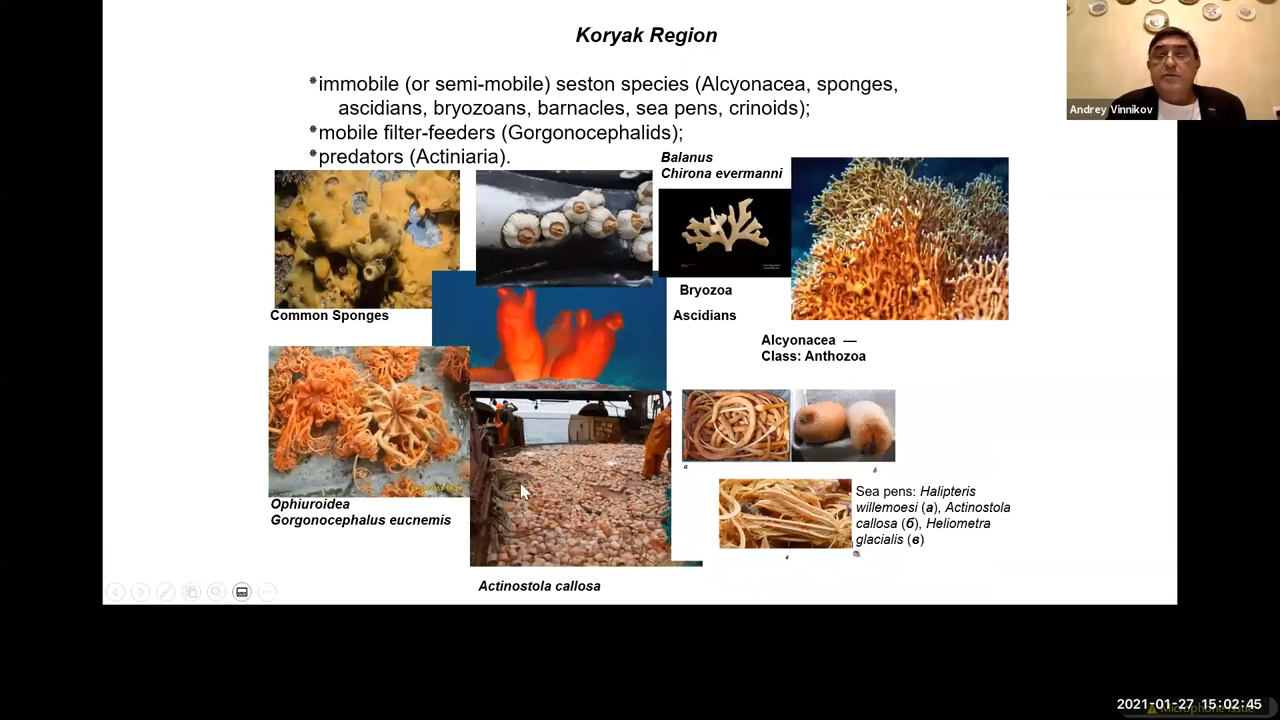 Koryak Region
*immobile (or semi-mobile) seston species (Alcyonacea, sponges,
ascidians, bryozoans, barnacles, sea pens, crinoids);
*mobile filter-feeders (Gorgonocephalids);
*predators (Actiniaria).
Andrey Vinnikov
Balanus
Chirona evermanni
Common Sponges
Bryozoa
Ascidians
Alcyonacea —
Class: Anthozoa
Ophiuroidea
Gorgonocephalus eucnemis
Actinostola callosa
а
б
в
Sea pens: Halipteris
willemoesi (а), Actinostola
callosa (б), Heliometra
glacialis (в)
2021-01-27 15:02:45